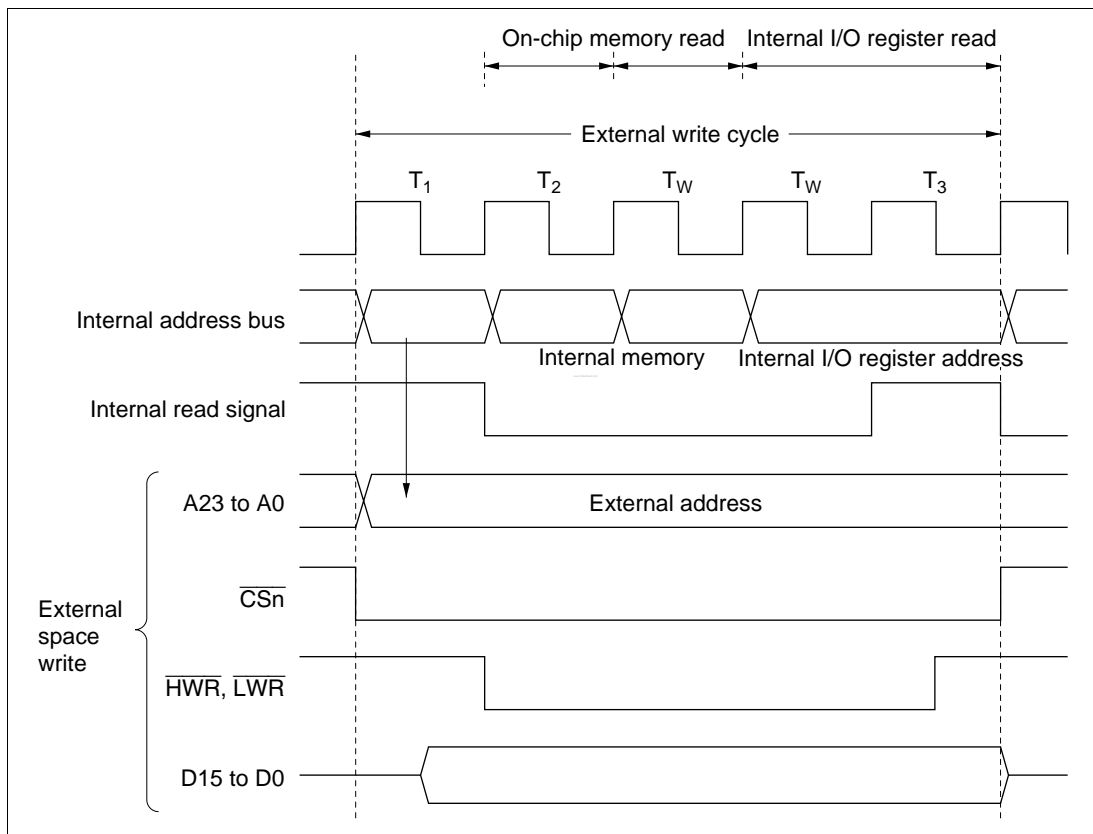 On-chip memory read Internal I/O register read
External write cycle
T1 T2 TW TW T3
Internal address bus
Internal memory Internal I/O register address
Internal read signal
A23 to A0 External address
CSn
External
space
write
HWR, LWR
D15 to D0